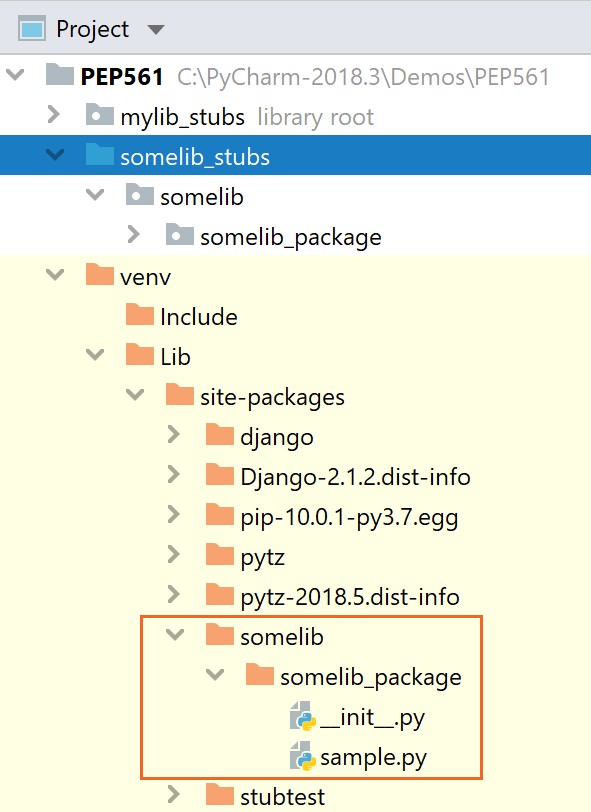 Project
PEP561 C:\PyCharm-2018.3\Demos\PEP561
mylib_stubs library root
somelib_stubs
somelib
somelib_package
venv
Include
Lib
site-packages
django
Django-2.1.2.dist-info
pip-10.0.1-py3.7.egg
pytz
pytz-2018.5.dist-info
somelib
somelib_package
__init__.py
sample.py
stubtest